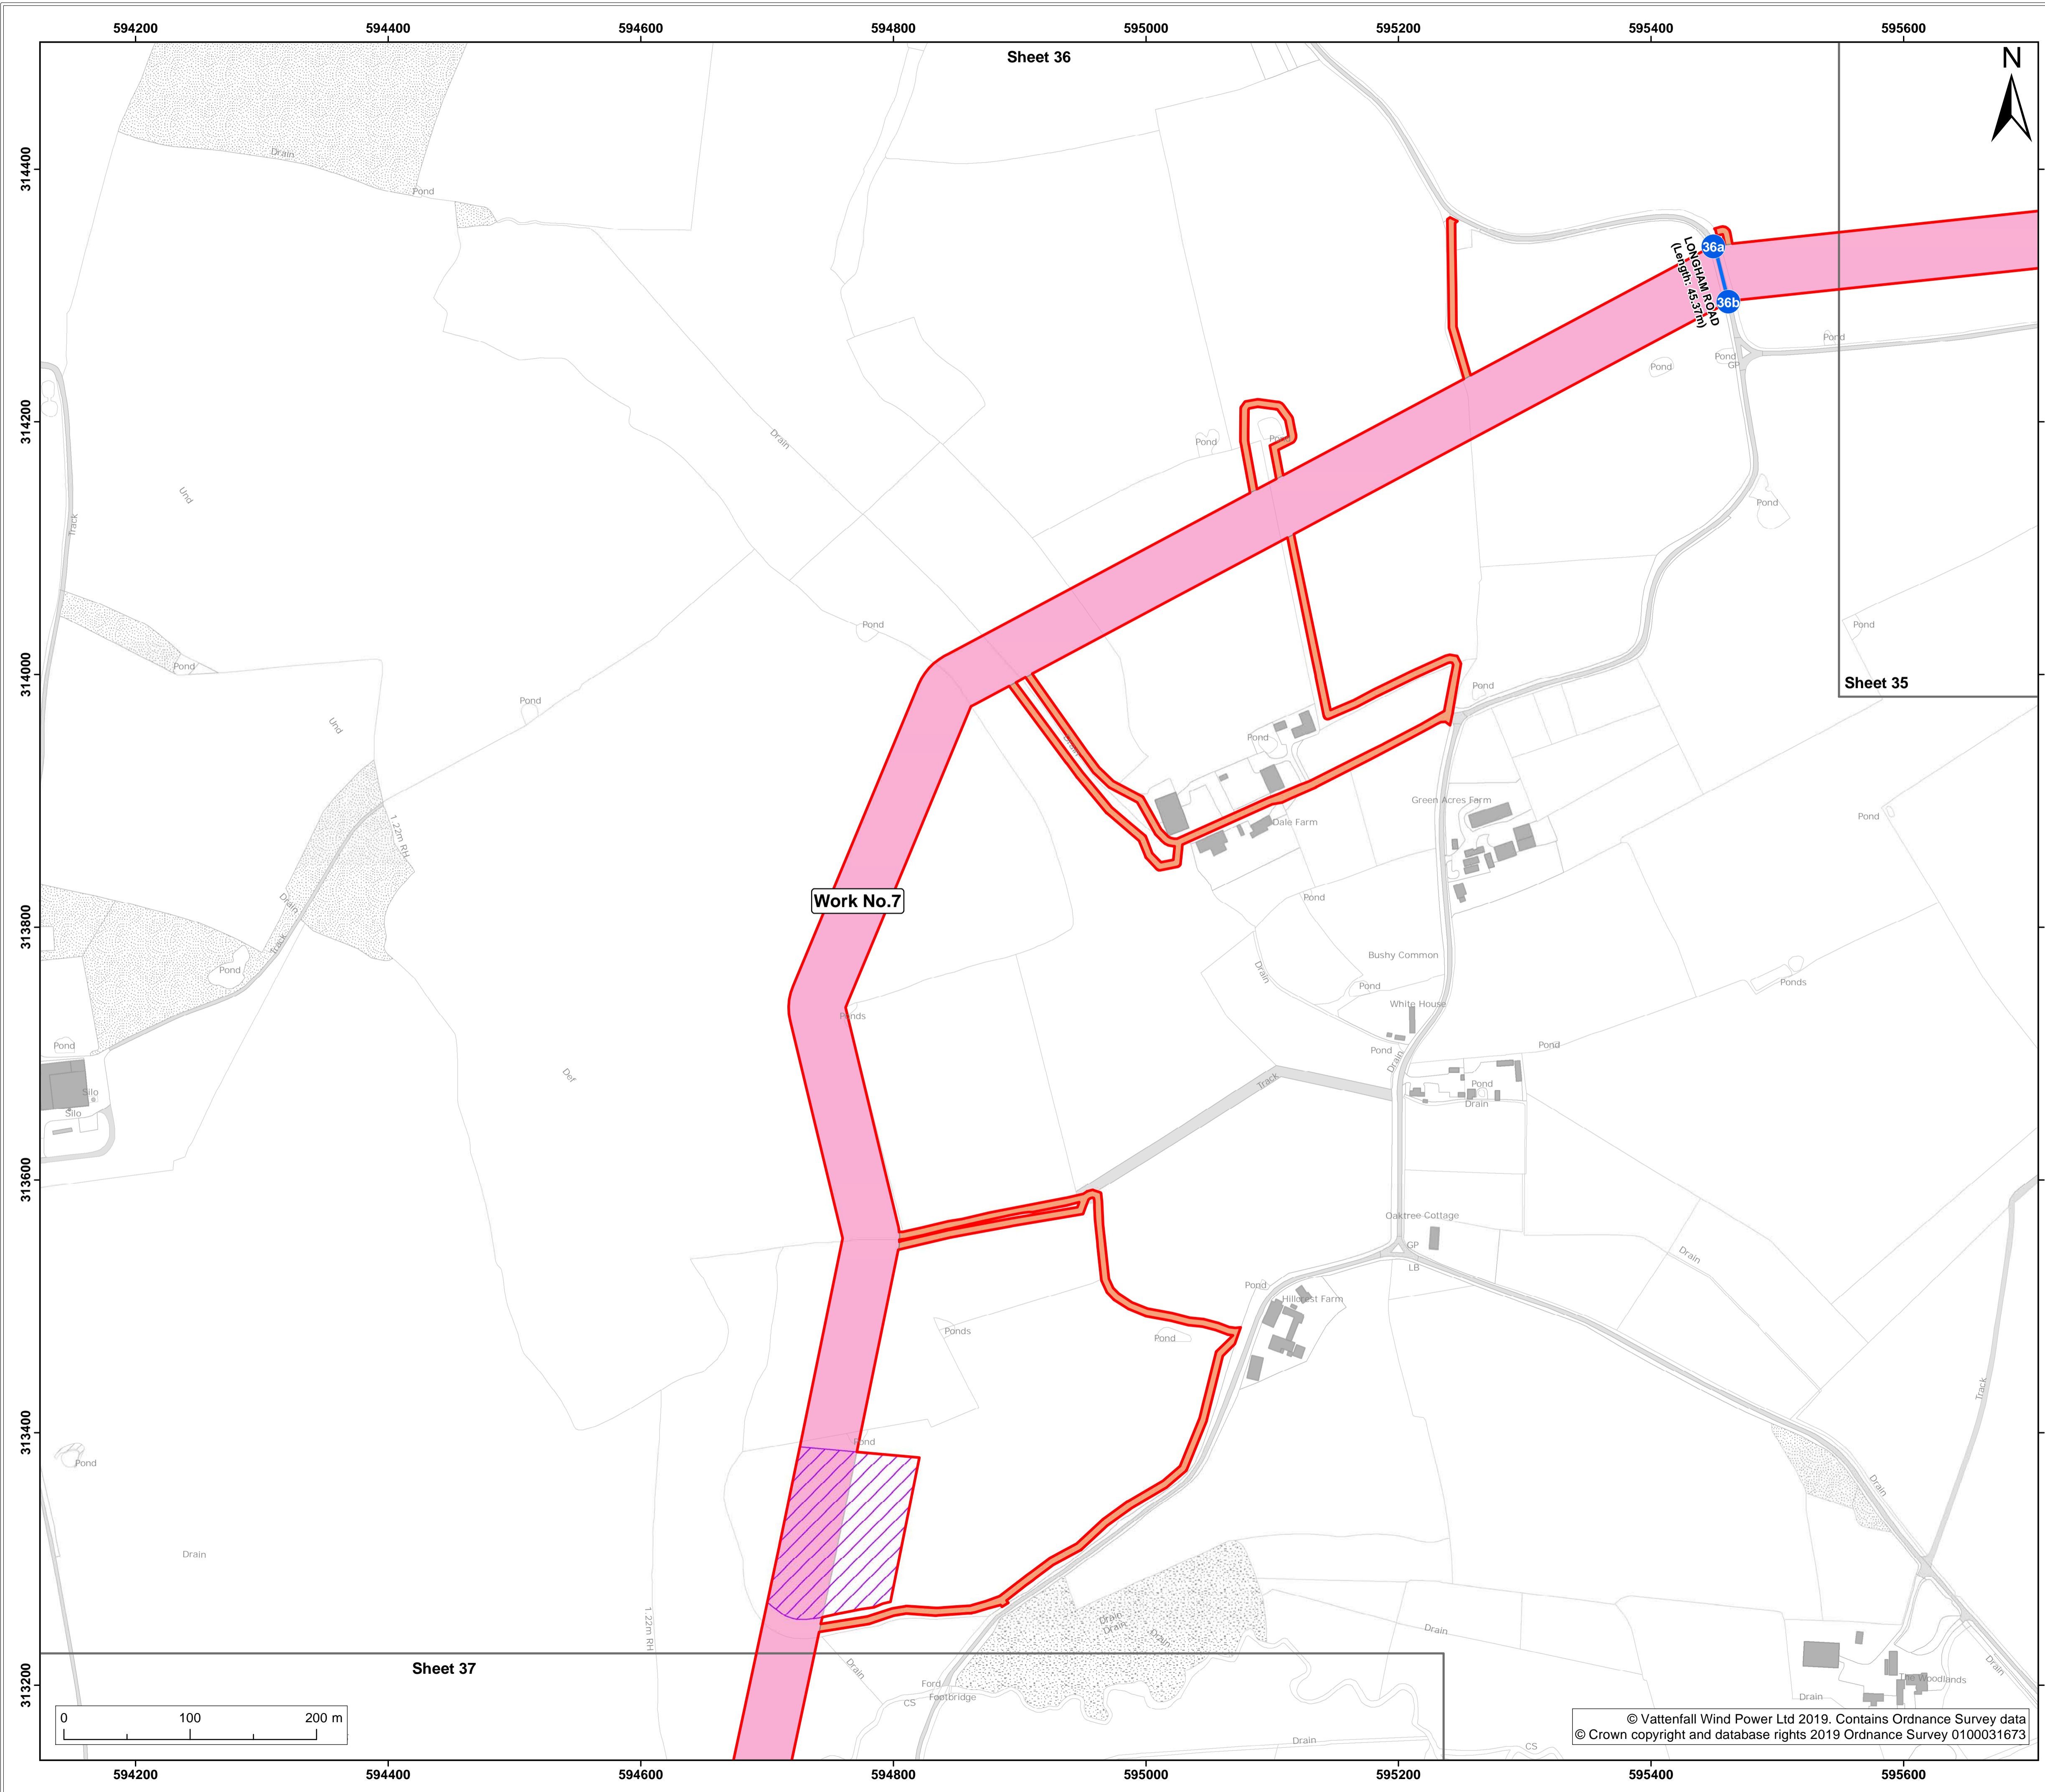 594200 594400 594600 594800 595000 595200 595400 595600
Sheet 36
N
Drain
Pond
314400
36a
LONGHAM ROAD
(Length: 45.37m)
36b
Pond
Pond
GP
Pond
314200
Drain
Pond
Pond
Und
Track
Pond
Pond
Pond
314000
Pond
Sheet 35
Pond
Pond
Und
Drain
Pond
Green Acres Farm
Pond
Dale Farm
1.22m RH
Work No.7
Pond
Drain
313800
Track
Bushy Common
Pond
Drain
Pond
Ponds
White House
Ponds
Pond
Pond
Pond
Drain
Def
Track
Pond
Silo
Silo
Drain
313600
Oaktree Cottage
GP
Drain
LB
Pond
Hillcrest Farm
Ponds
Pond
Track
313400
Pond
Pond
Drain
Drain
Drain
Drain
Drain
Drain
1.22m RH
Sheet 37
Drain
Ford
Footbridge
CS
The Woodlands
Drain
Drain
313200
0 100 200 m
Drain
CS
© Vattenfall Wind Power Ltd 2019. Contains Ordnance Survey data
© Crown copyright and database rights 2019 Ordnance Survey 0100031673
594200 594400 594600 594800 595000 595200 595400 595600